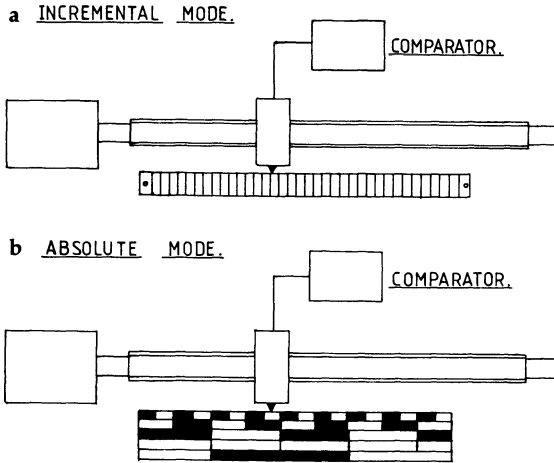 a INCREMENTAL MODE.
COMPARATOR.
b ABSOLUTE MODE.
COMPARATOR.